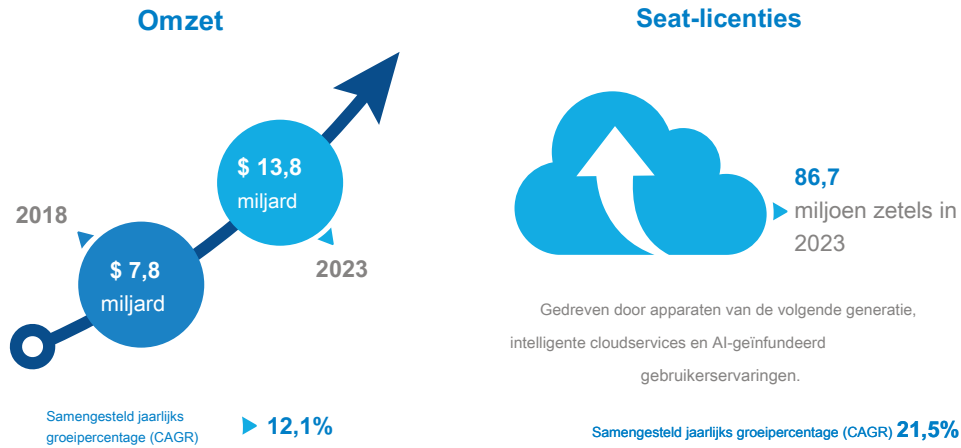 Omzet
$ 13,8
miljard
2018
2023
$ 7,8
miljard
Samengesteld jaarlijks
groeipercentage (CAGR)
12,1%
Seat-licenties
86,7
miljoen zetels in
2023
Gedreven door apparaten van de volgende generatie,
intelligente cloudservices en AI-geïnfundeerd
gebruikerservaringen.
Samengesteld jaarlijks groeipercentage (CAGR) 21,5%